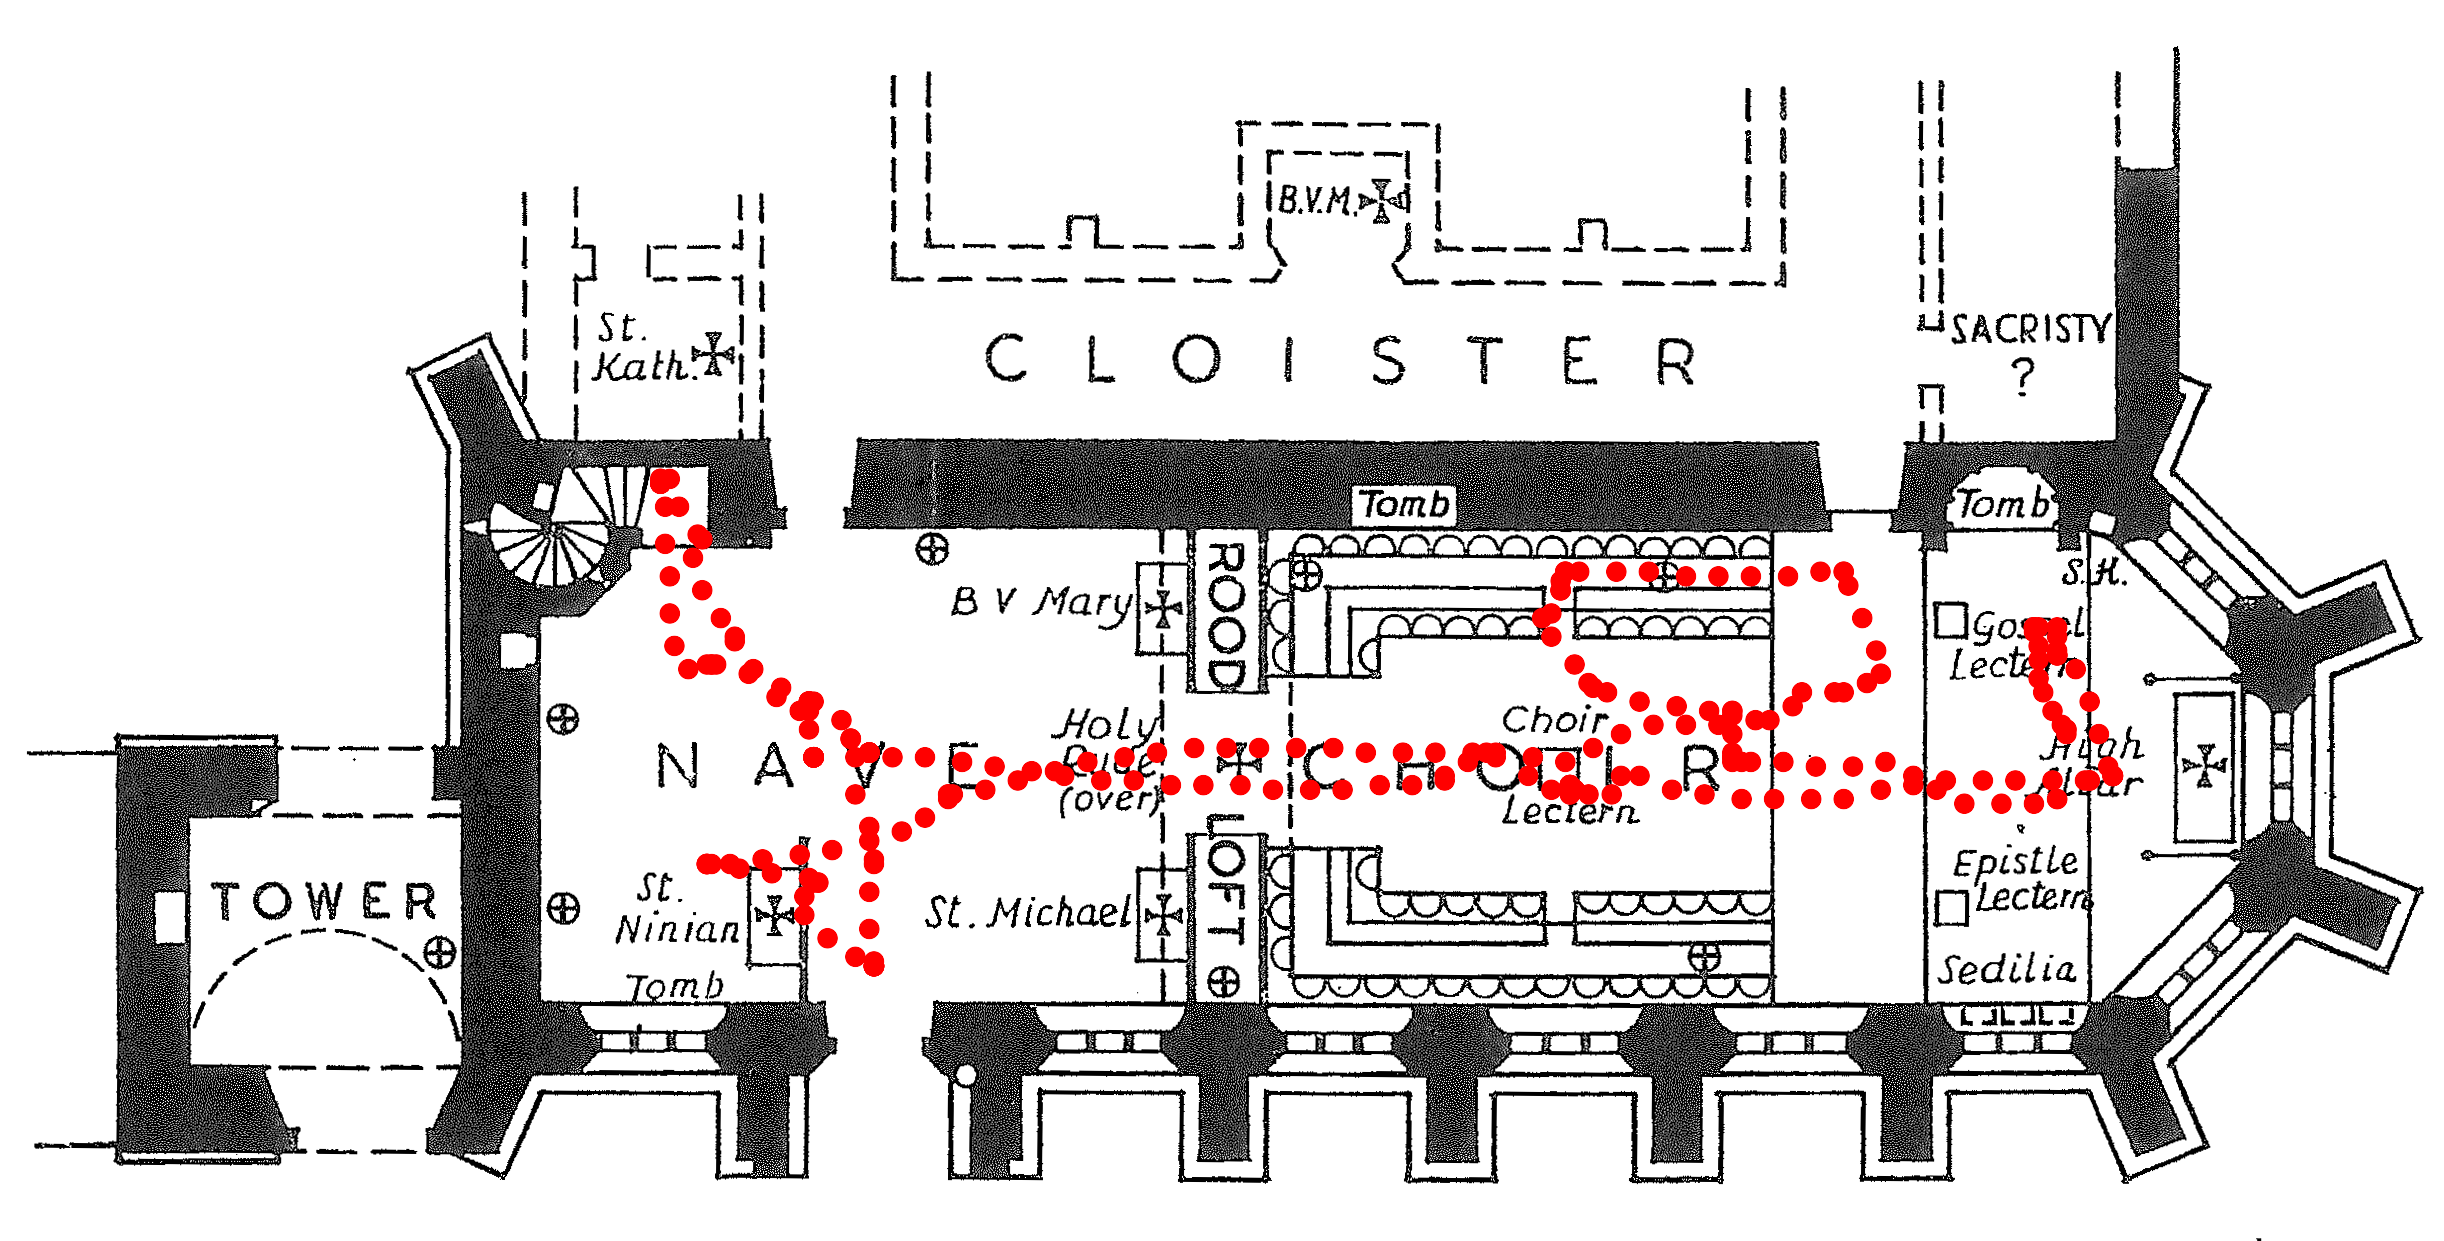 B.V.M.
St.
Kath.
CLOISTER
SACRISTY
?
Tomb
Tomb
ROOD
LOFT
B V Mary
S.H.
Gospel
Lectern
Holy
Rude
(over)
NAVE
CHOIR
Choir
Lectern
High
Altar
TOWER
St.
Ninian
Tomb
St. Michael
Epistle
Lectern
Sedilia